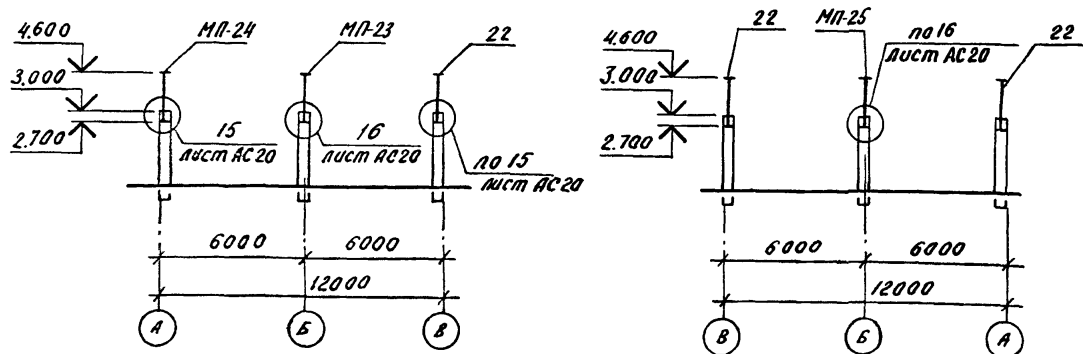 4.600
МП-24
МП-23
22
3.000
2.700
15
лист АС20
16
лист АС20
по 15
лист АС20
6000
6000
12000
А
Б
В
4.600
22
МП-25
по 16
лист АС20
22
3.000
2.700
6000
6000
12000
В
Б
А